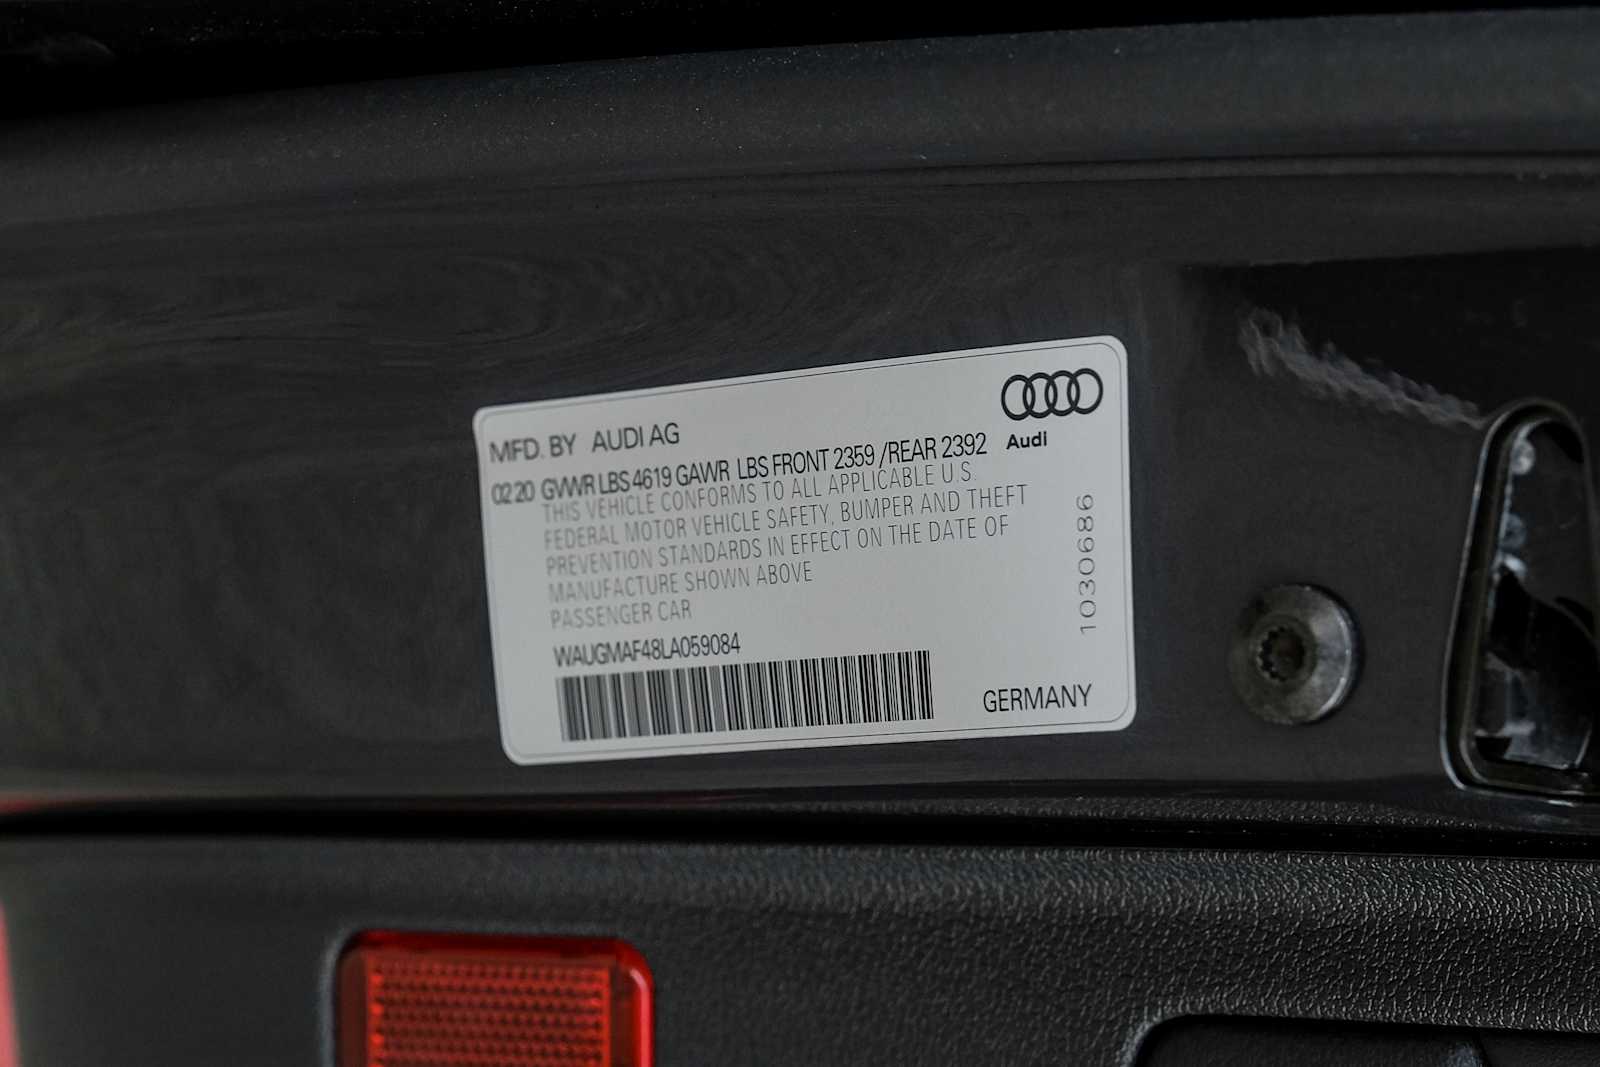 MFD. BY AUDI AG
Audi
02 20 GVWR LBS 4619 GAWR LBS FRONT 2359 /REAR 2392
THIS VEHICLE CONFORMS TO ALL APPLICABLE U.S.
FEDERAL MOTOR VEHICLE SAFETY, BUMPER AND THEFT
PREVENTION STANDARDS IN EFFECT ON THE DATE OF
MANUFACTURE SHOWN ABOVE
PASSENGER CAR
WAUGMAF48LA059084
GERMANY
10330686